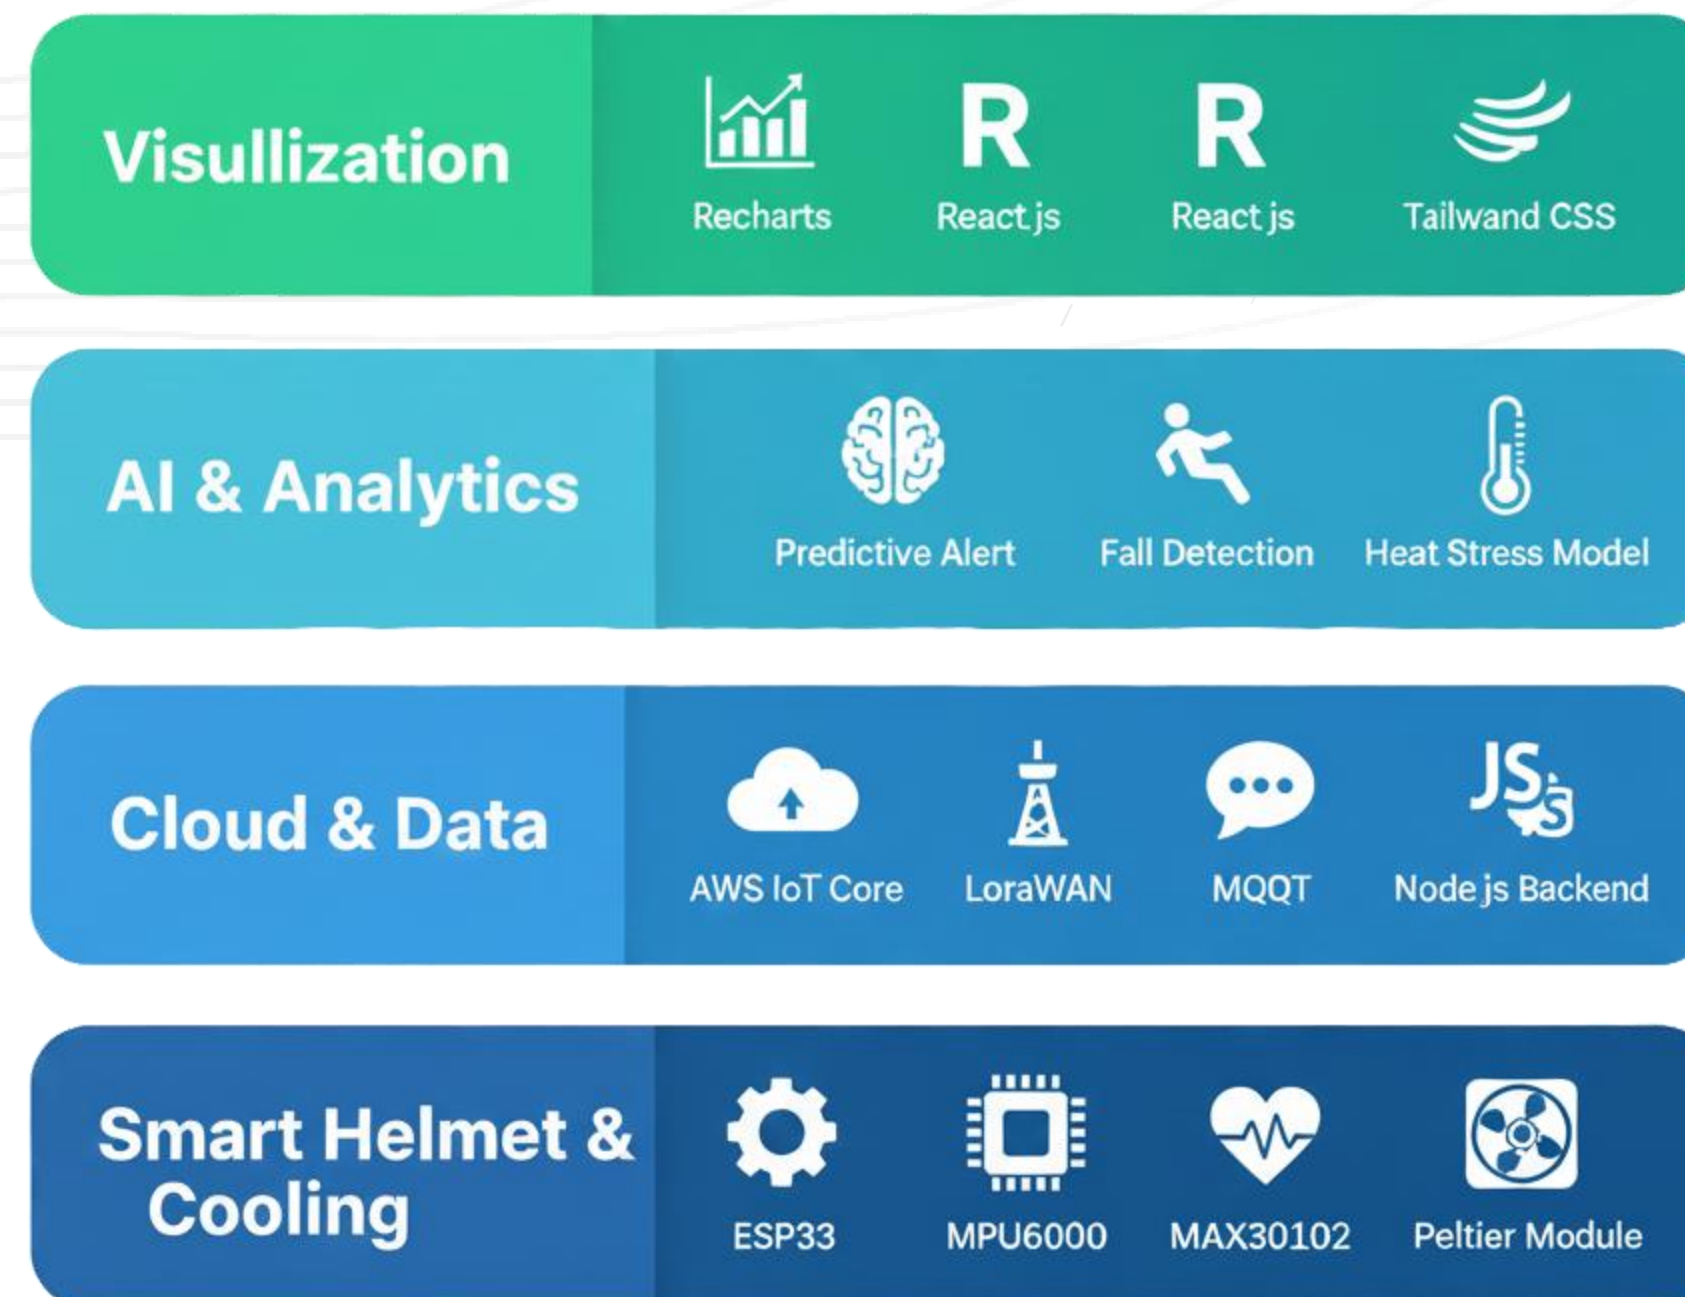 Visullization
Recharts
React js
React js
Tailwand CSS
AI & Analytics
Predictive Alert
Fall Detection
Heat Stress Model
Cloud & Data
AWS IoT Core
LoraWAN
MQQT
JS
S
Node js Backend
Smart Helmet &
Cooling
ESP33
MPU6000
MAX30102
Peltier Module
R
R